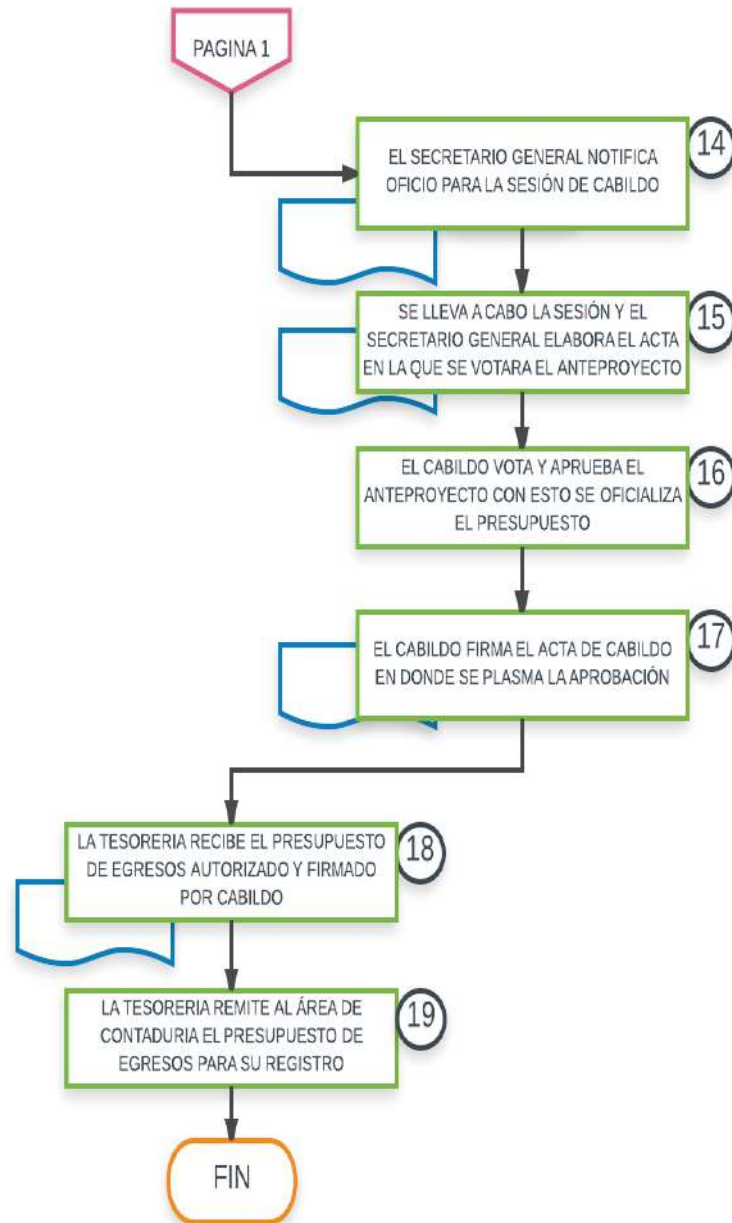 PAGINA 1
14
EL SECRETARIO GENERAL NOTIFICA
OFICIO PARA LA SESIÓN DE CABILDO
15
SE LLEVA A CABO LA SESIÓN Y EL
SECRETARIO GENERAL ELABORA EL ACTA
EN LA QUE SE VOTARA EL ANTEPROYECTO
16
EL CABILDO VOTA Y APRUEBA EL
ANTEPROYECTO CON ESTO SE OFICIALIZA
EL PRESUPUESTO
17
EL CABILDO FIRMA EL ACTA DE CABILDO
EN DONDE SE PLASMA LA APROBACIÓN
18
LA TESORERIA RECIBE EL PRESUPUESTO
DE EGRESOS AUTORIZADO Y FIRMADO
POR CABILDO
19
LA TESORERIA REMITE AL ÁREA DE
CONTADURIA EL PRESUPUESTO DE
EGRESOS PARA SU REGISTRO
FIN